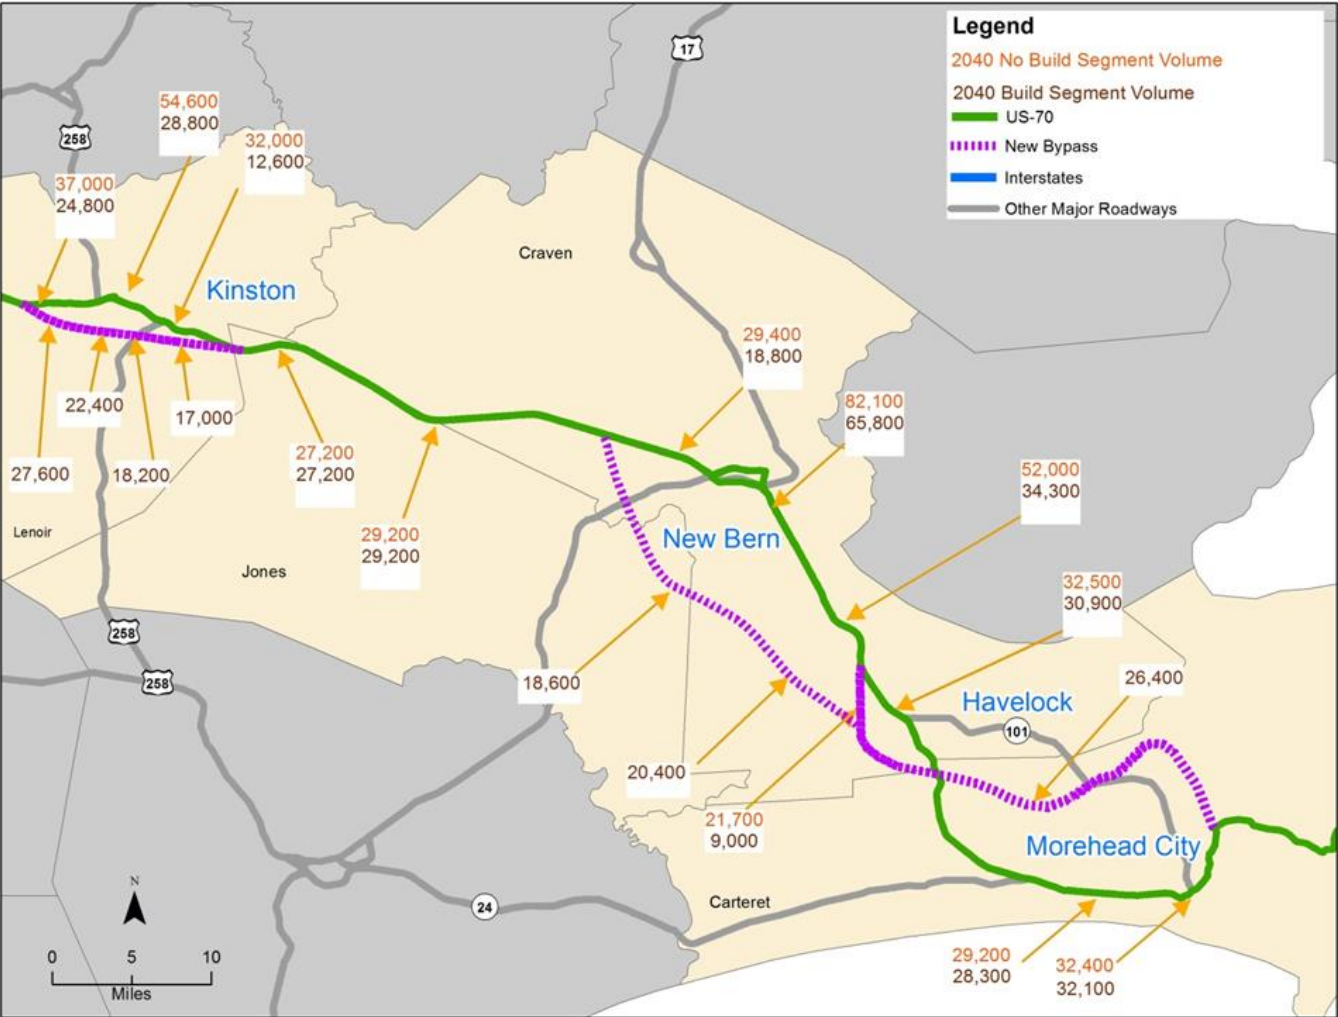 Legend
2040 No Build Segment Volume
2040 Build Segment Volume
US-70
New Bypass
Interstates
Other Major Roadways
17
258
54,600
28,800
32,000
12,600
37,000
24,800
Craven
Kinston
29,400
18,800
82,100
65,800
22,400
17,000
27,600
18,200
27,200
27,200
52,000
34,300
Lenoir
29,200
29,200
New Bern
Jones
32,500
30,900
258
258
18,600
26,400
Havelock
101
20,400
21,700
9,000
Morehead City
N
24
Carteret
0 5 10
Miles
29,200
28,300
32,400
32,100